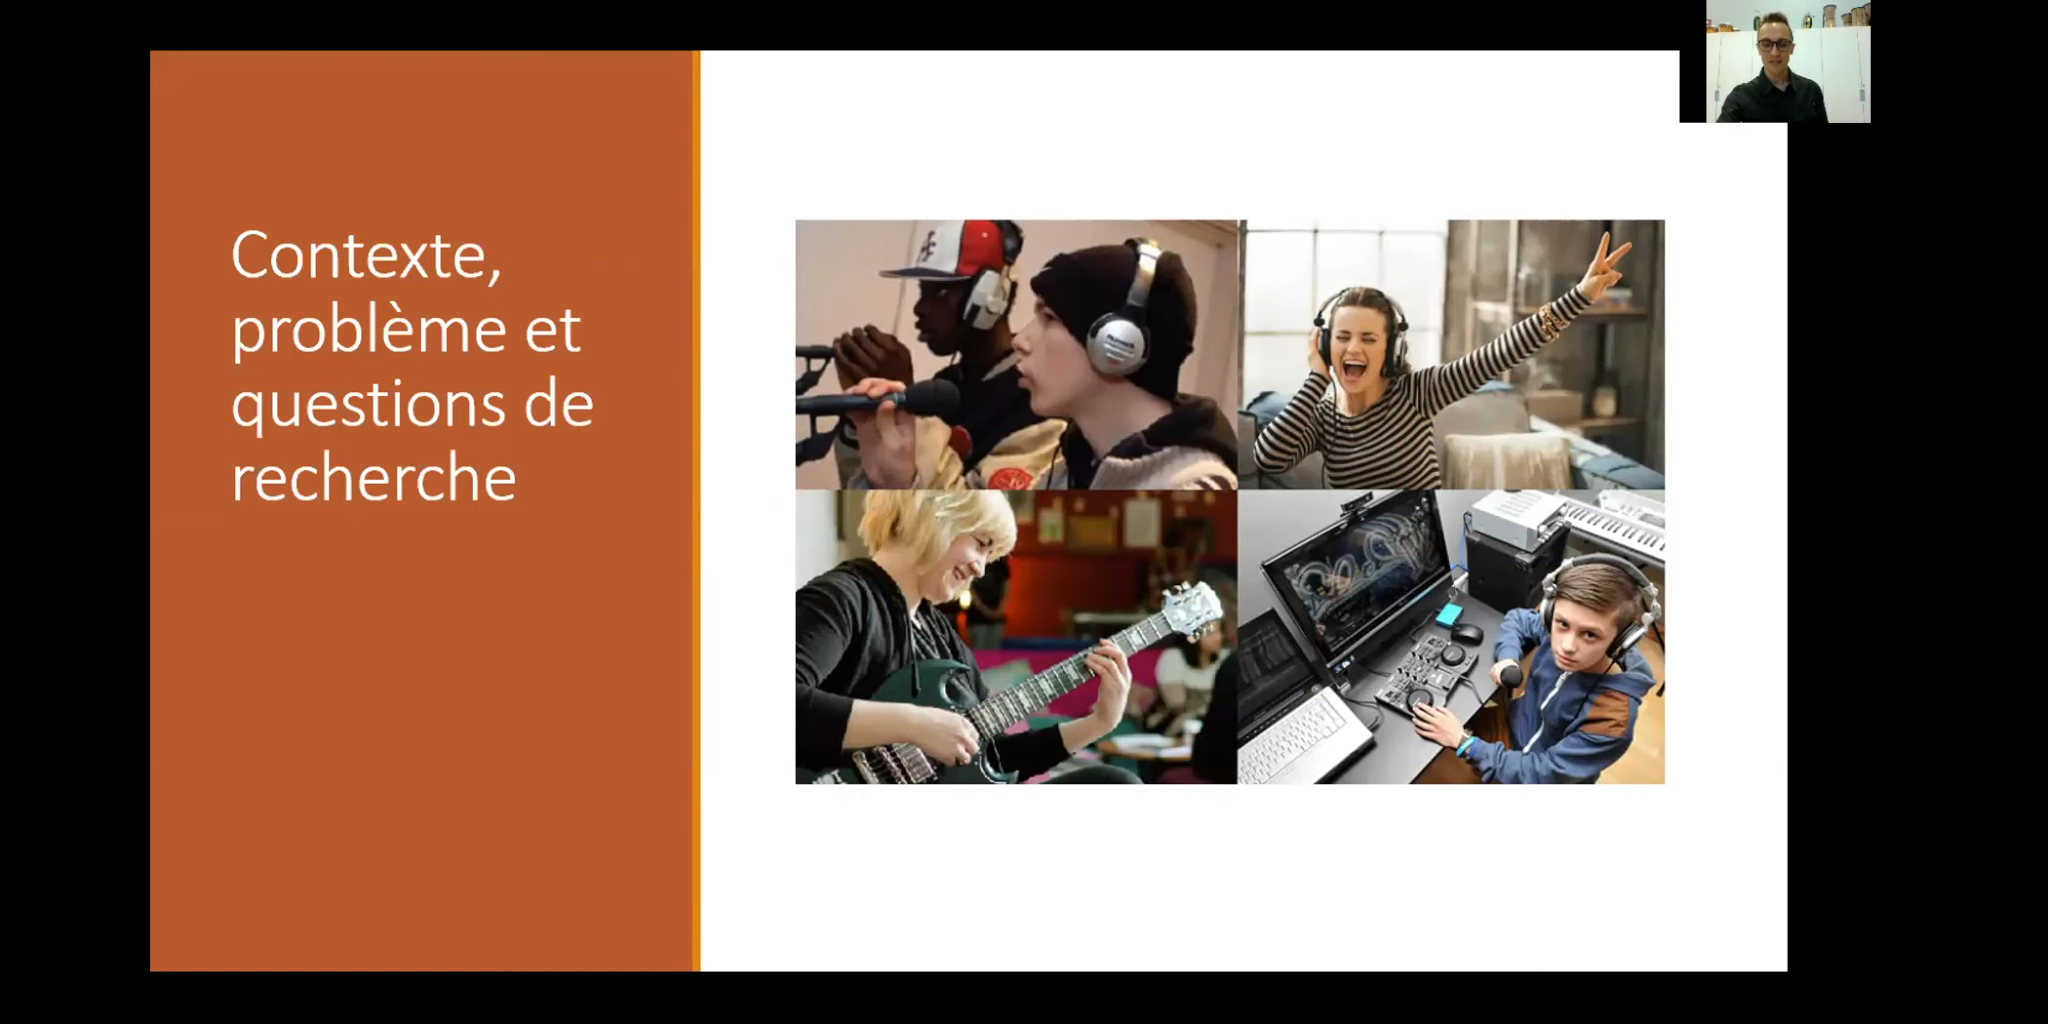 Contexte,
problème et
questions de
recherche